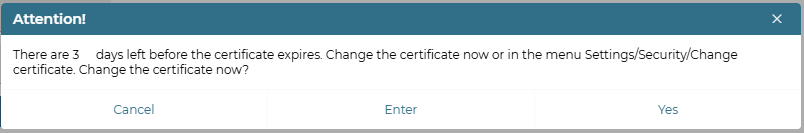 Attention!
There are 3 days left before the certificate expires. Change the certificate now or in the menu Settings/Security/Change
certificate. Change the certificate now?
Cancel Enter Yes